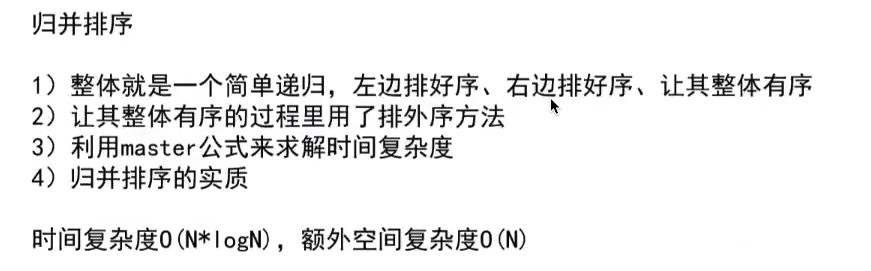 归并排序
1）整体就是一个简单递归，左边排好序、右边排好序、让其整体有序
2）让其整体有序的过程里用了排外序方法
3）利用master公式来求解时间复杂度
4）归并排序的实质
时间复杂度O(N*logN)，额外空间复杂度O(N)